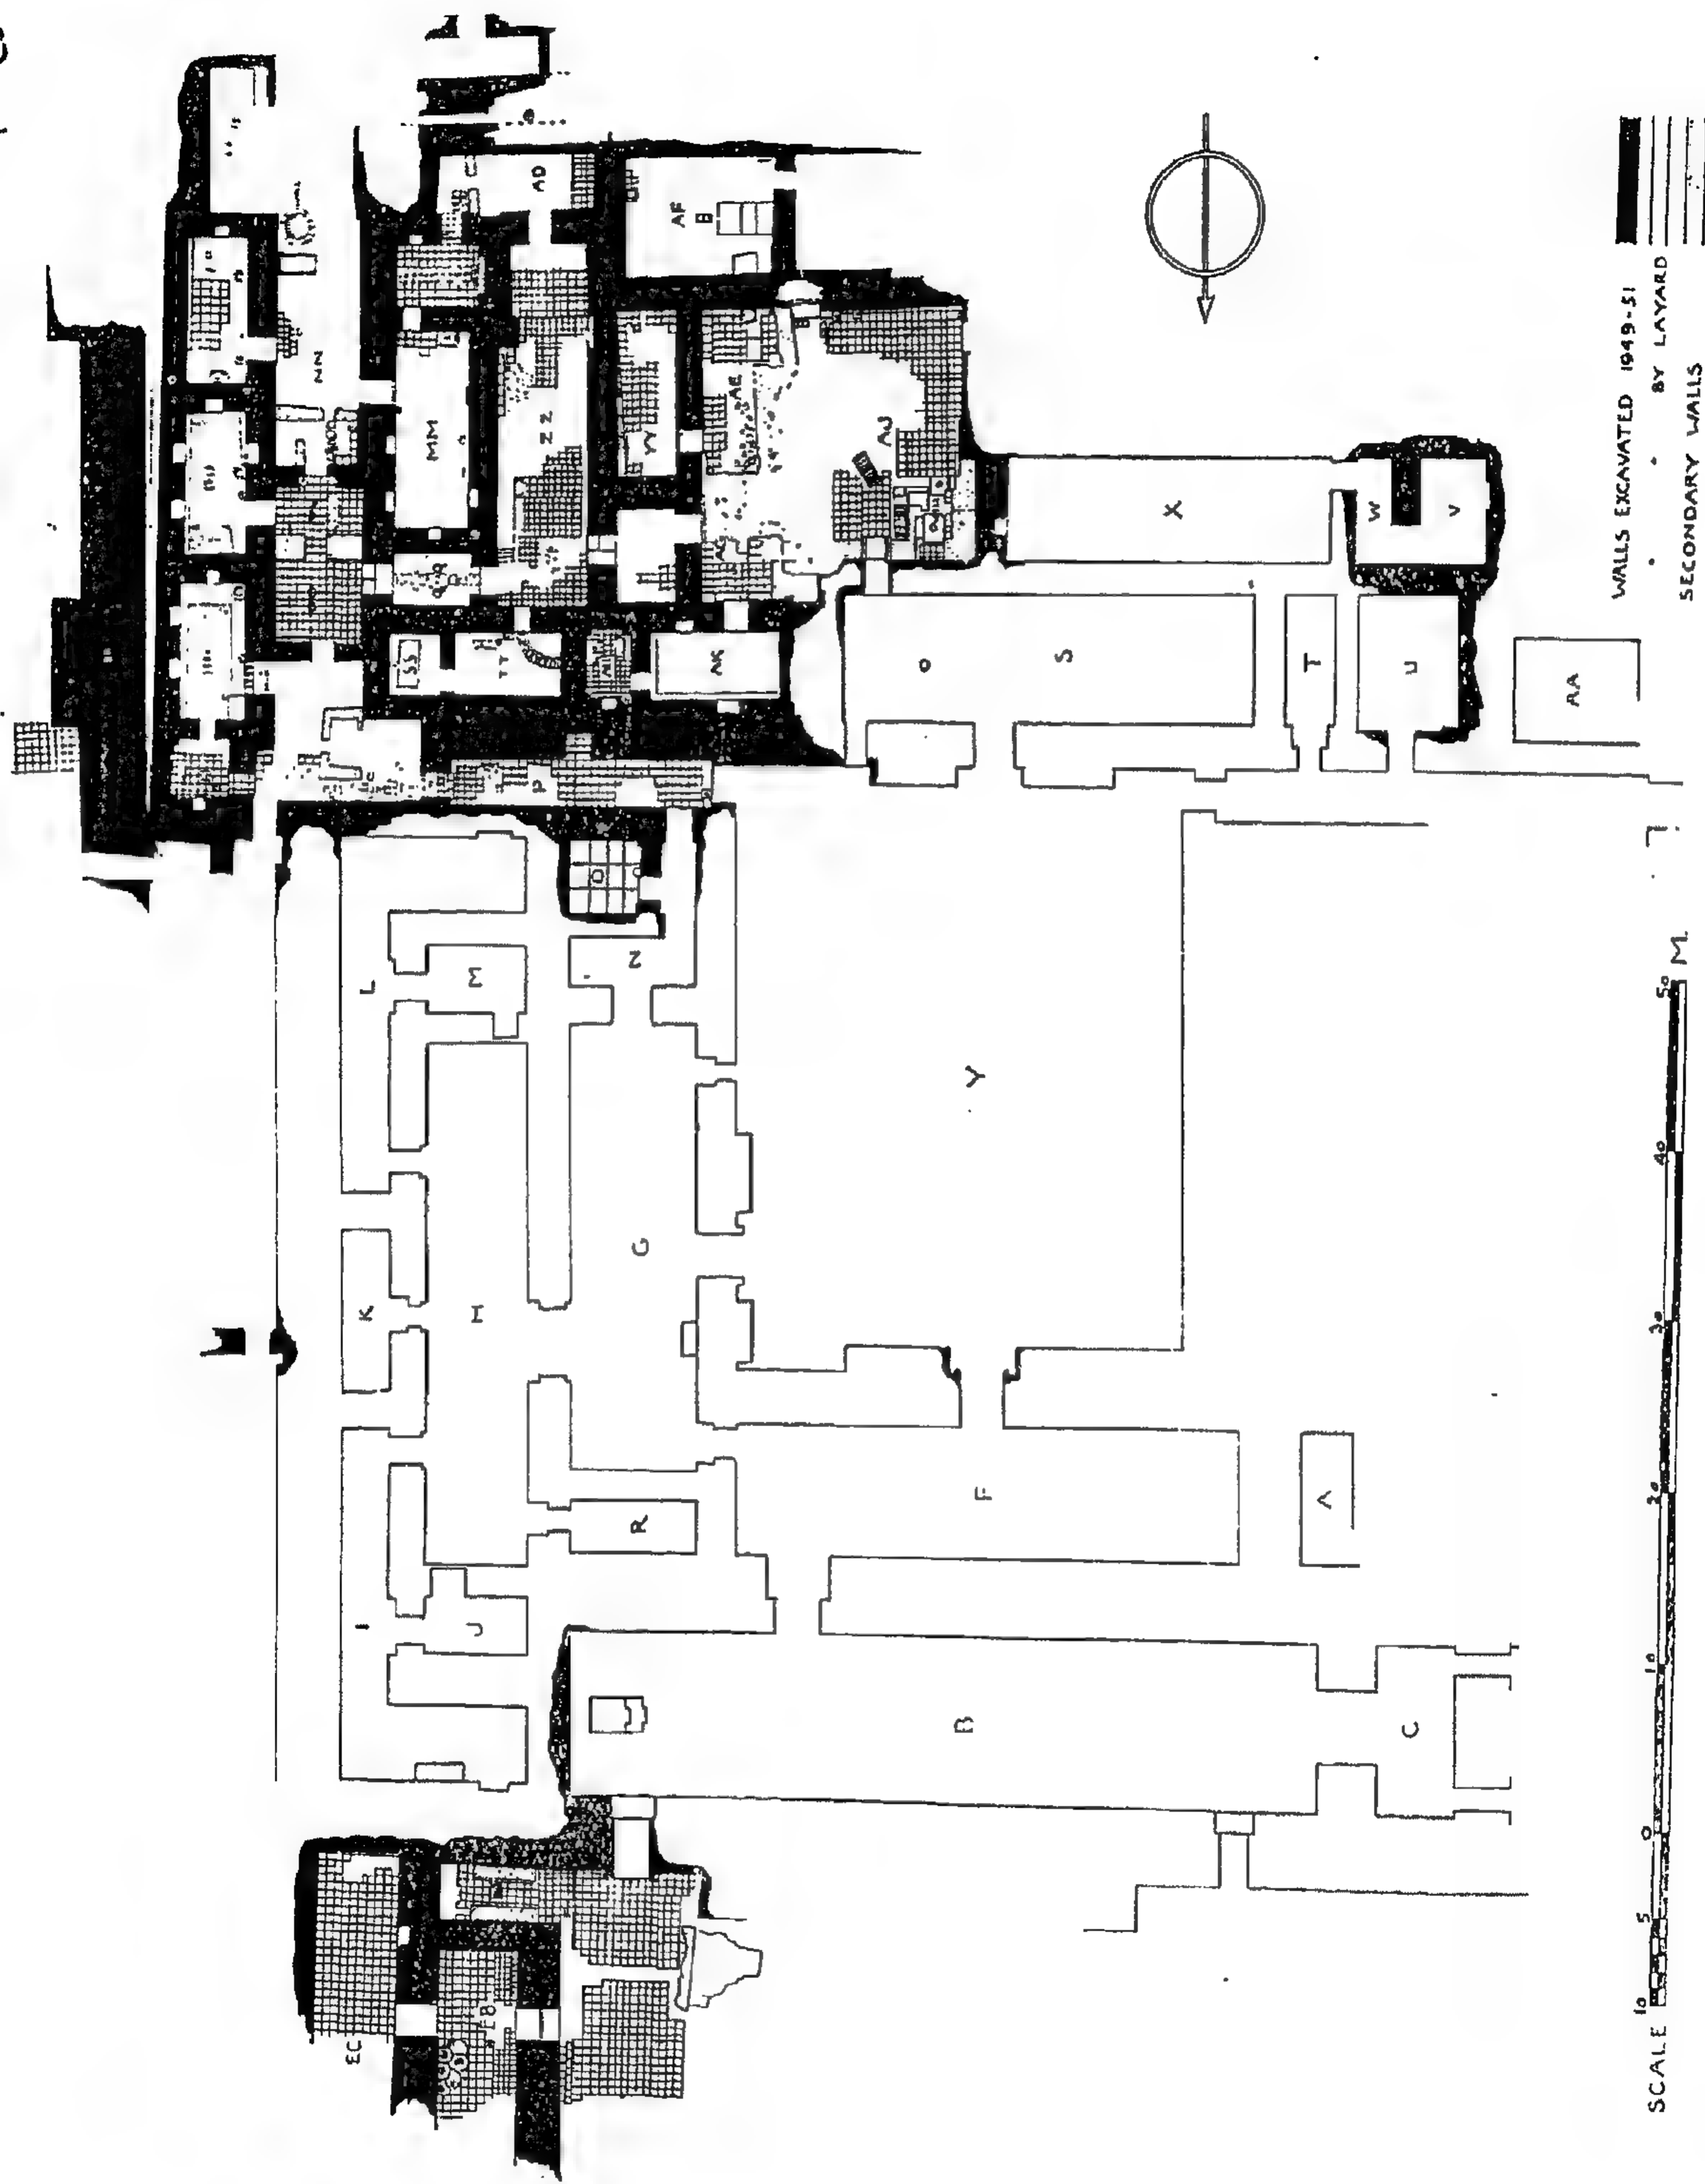 WALLS EXCAVATED 1949-51
" " BY LAYARD
SECONDARY WALLS
SCALE 10 5 0 10 20 30 40 50 M.
EC
EB
B
C
I
J
R
F
A
K
H
G
L
M
N
O
Y
P
SS
TT
AK
S
T
U
AA
X
W
V
MM
NN
ZZ
YY
AD
AF
AE
AG
AJ